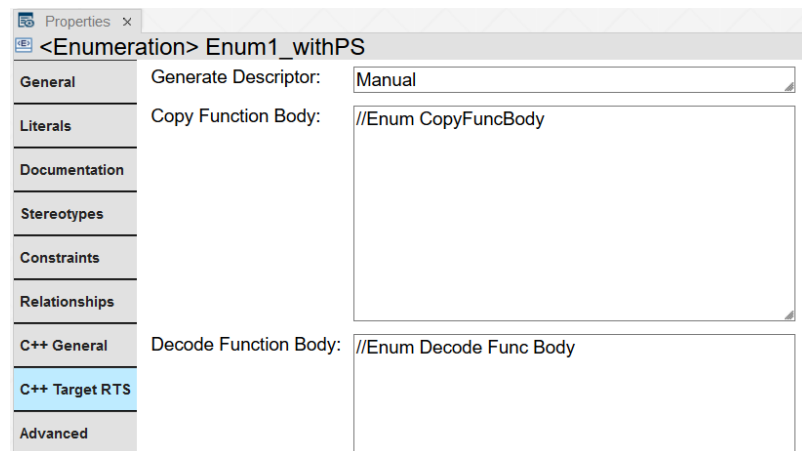 Properties ×
<Enumeration> Enum1_withPS
General
Generate Descriptor:
Manual
Literals
Copy Function Body:
//Enum CopyFuncBody
Documentation
Stereotypes
Constraints
Relationships
C++ General
Decode Function Body:
//Enum Decode Func Body
C++ Target RTS
Advanced